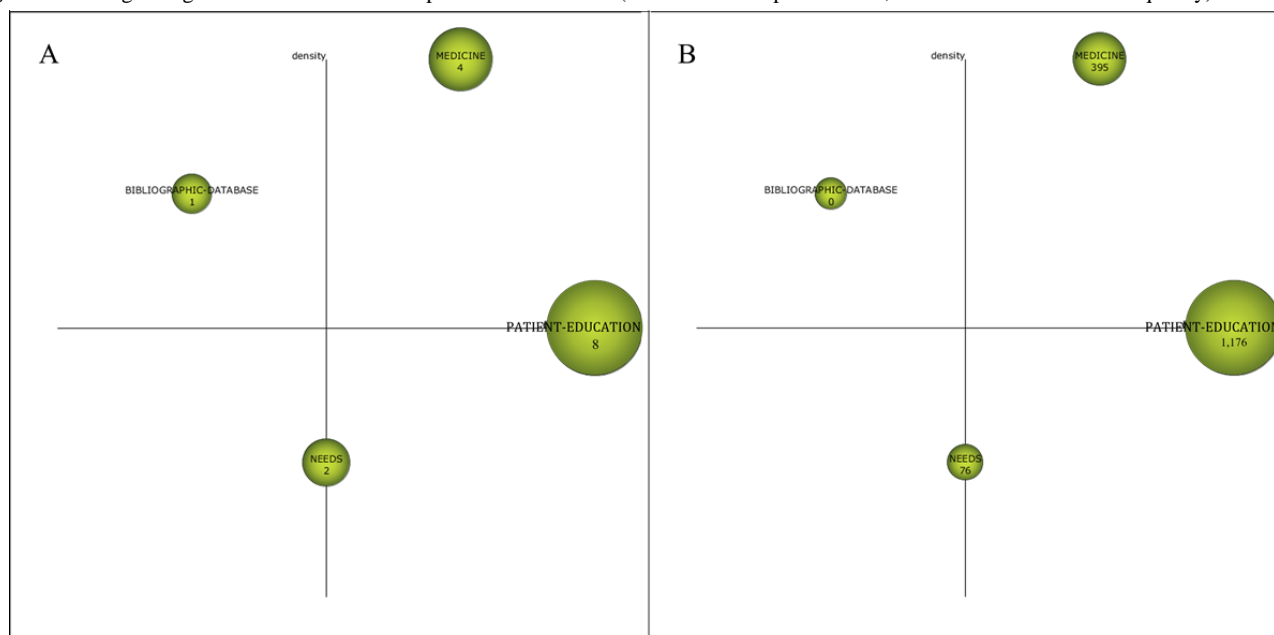 A
density
MEDICINE
4
BIBLIOGRAPHIC-DATABASE
1
PATIENT-EDUCATION
8
NEEDS
2
B
density
MEDICINE
395
BIBLIOGRAPHIC-DATABASE
0
PATIENT-EDUCATION
1,176
NEEDS
76